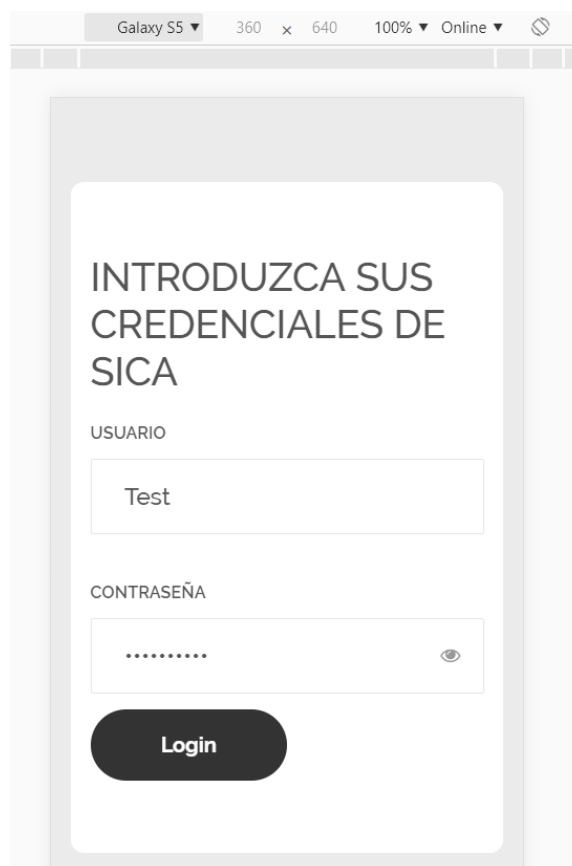 Galaxy S5 ▼ 360 x 640 100% ▼ Online ▼
INTRODUZCA SUS
CREDENCIALES DE
SICA
USUARIO
Test
CONTRASEÑA
••••••••••
Login